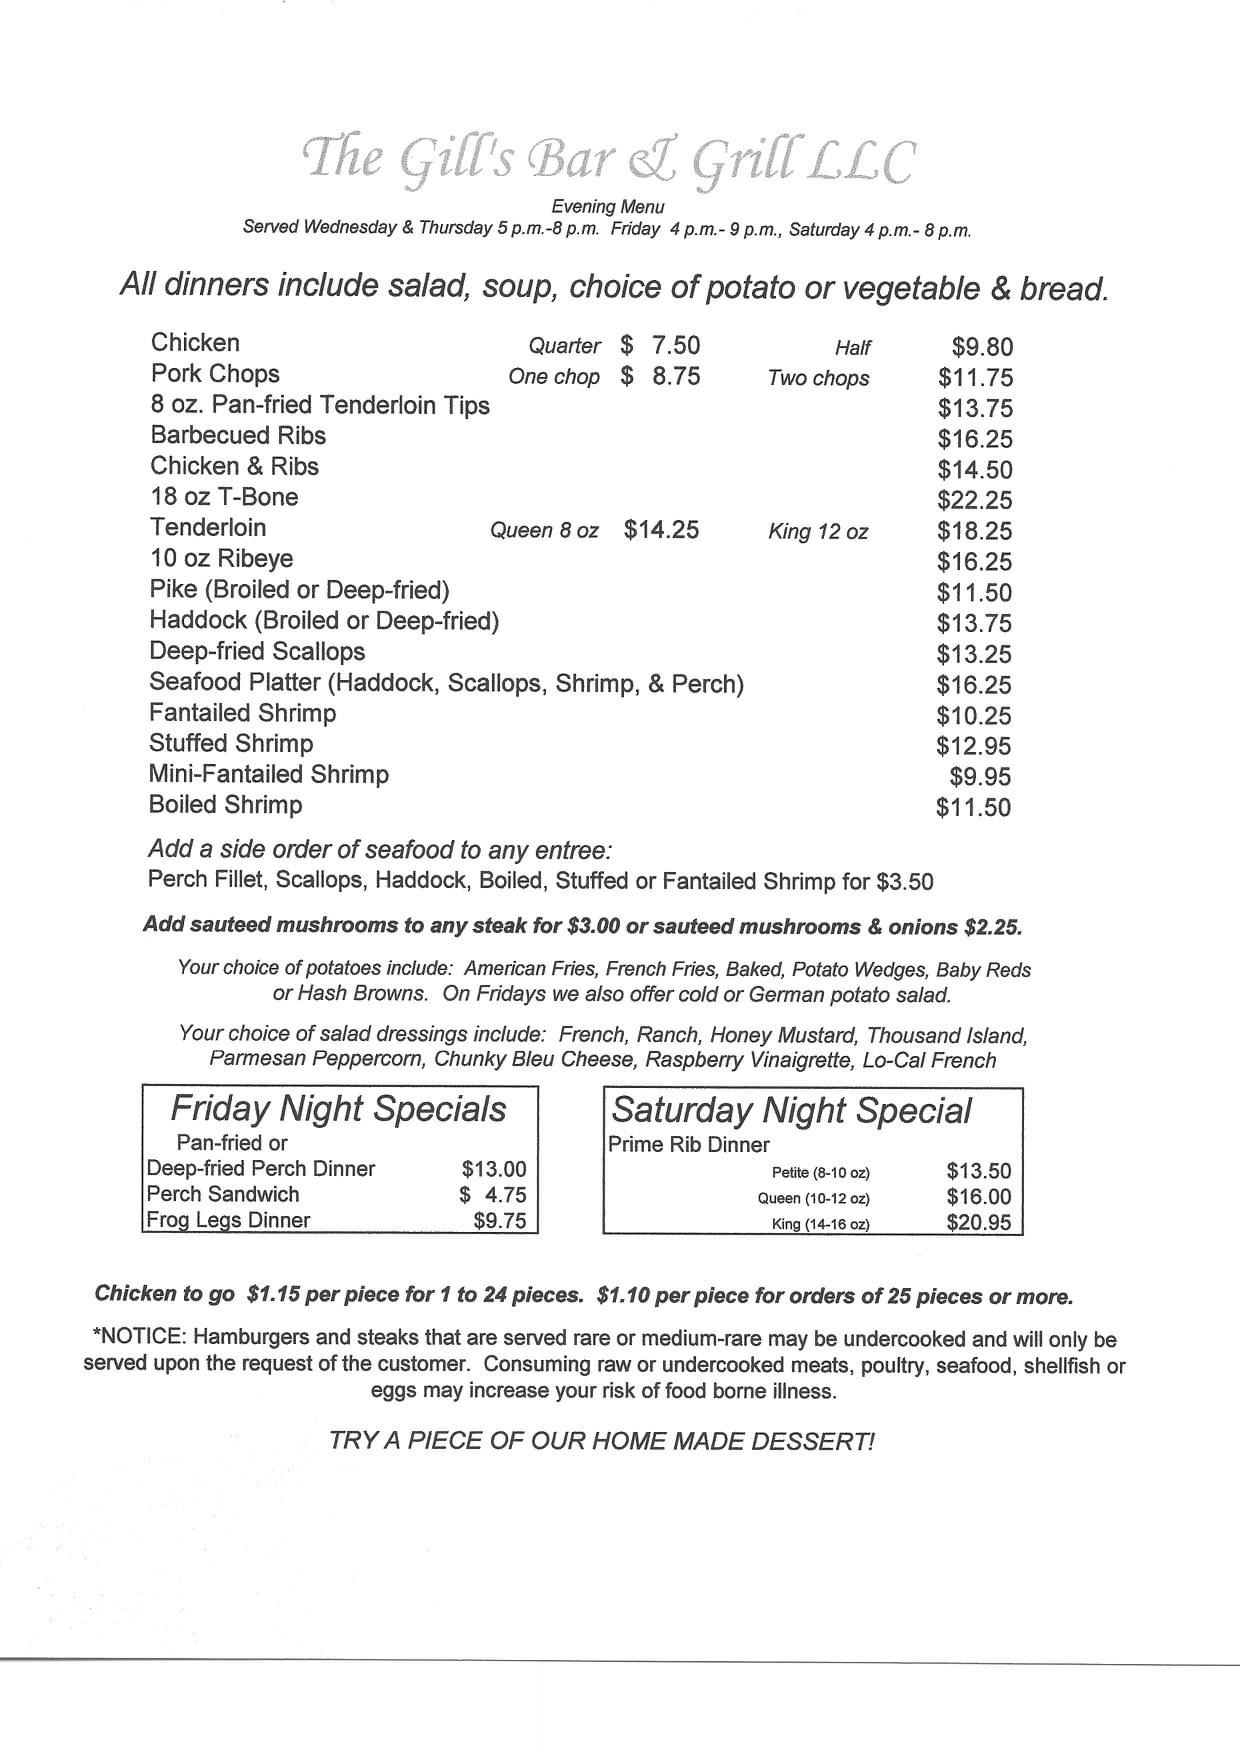 The Gill's Bar & Grill LLC
Evening Menu
Served Wednesday & Thursday 5 p.m.-8 p.m.  Friday  4 p.m.- 9 p.m., Saturday 4 p.m.- 8 p.m.
All dinners include salad, soup, choice of potato or vegetable & bread.
Chicken Quarter $ 7.50 Half $9.80
Pork Chops One chop $ 8.75 Two chops $11.75
8 oz. Pan-fried Tenderloin Tips $13.75
Barbecued Ribs $16.25
Chicken & Ribs $14.50
18 oz T-Bone $22.25
Tenderloin Queen 8 oz $14.25 King 12 oz $18.25
10 oz Ribeye $16.25
Pike (Broiled or Deep-fried) $11.50
Haddock (Broiled or Deep-fried) $13.75
Deep-fried Scallops $13.25
Seafood Platter (Haddock, Scallops, Shrimp, & Perch) $16.25
Fantailed Shrimp $10.25
Stuffed Shrimp $12.95
Mini-Fantailed Shrimp $9.95
Boiled Shrimp $11.50
Add a side order of seafood to any entree:
Perch Fillet, Scallops, Haddock, Boiled, Stuffed or Fantailed Shrimp for $3.50
Add sauteed mushrooms to any steak for $3.00 or sauteed mushrooms & onions $2.25.
Your choice of potatoes include:  American Fries, French Fries, Baked, Potato Wedges, Baby Reds
or Hash Browns.  On Fridays we also offer cold or German potato salad.
Your choice of salad dressings include:  French, Ranch, Honey Mustard, Thousand Island,
Parmesan Peppercorn, Chunky Bleu Cheese, Raspberry Vinaigrette, Lo-Cal French
Friday Night Specials
Pan-fried or
Deep-fried Perch Dinner $13.00
Perch Sandwich $ 4.75
Frog Legs Dinner $9.75
Saturday Night Special
Prime Rib Dinner
Petite (8-10 oz) $13.50
Queen (10-12 oz) $16.00
King (14-16 oz) $20.95
Chicken to go  $1.15 per piece for 1 to 24 pieces.  $1.10 per piece for orders of 25 pieces or more.
*NOTICE: Hamburgers and steaks that are served rare or medium-rare may be undercooked and will only be
served upon the request of the customer.  Consuming raw or undercooked meats, poultry, seafood, shellfish or
eggs may increase your risk of food borne illness.
TRY A PIECE OF OUR HOME MADE DESSERT!